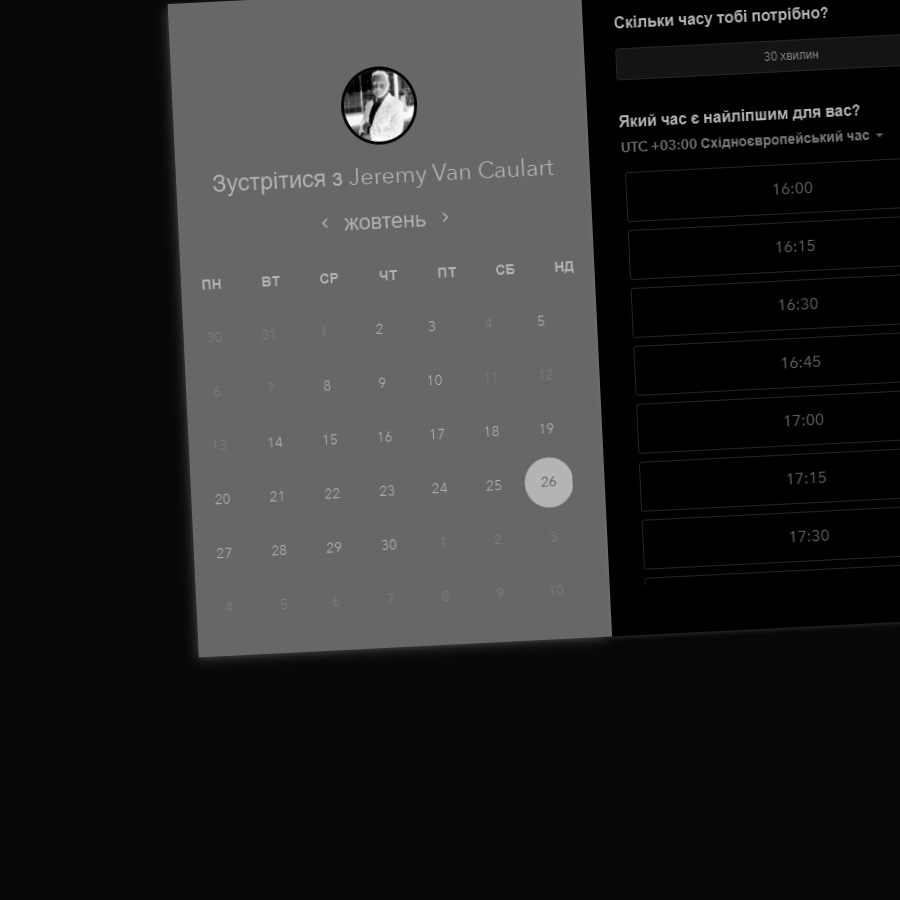 Зустрітися з Jeremy Van Caulart
‹ жовтень ›
ПН ВТ СР ЧТ ПТ СБ НД
30 31 1 2 3 4 5
6 7 8 9 10 11 12
13 14 15 16 17 18 19
20 21 22 23 24 25 26
27 28 29 30 1 2 3
4 5 6 7 8 9 10
Скільки часу тобі потрібно?
30 хвилин
Який час є найліпшим для вас?
UTC +03:00 Східноєвропейський час
16:00
16:15
16:30
16:45
17:00
17:15
17:30